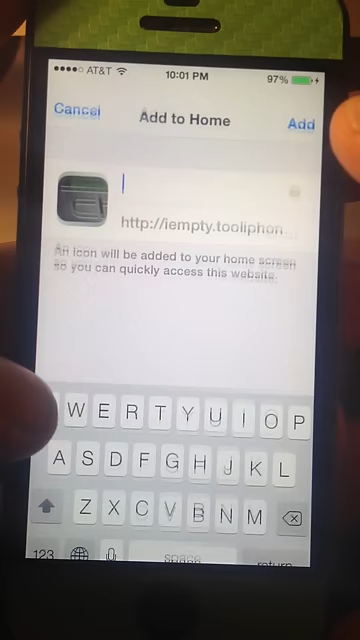 AT&T 10:01 PM 97%
Cancel Add to Home Add
http://iempty.tooliphon...
An icon will be added to your home screen
so you can quickly access this website.
W E R T Y U I O P
A S D F G H J K L
Z X C V B N M
123 space return